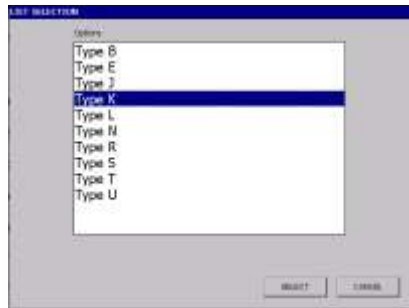 LIST SELECTION
Options
Type B
Type E
Type J
Type K
Type L
Type N
Type R
Type S
Type T
Type U
SELECT
CANCEL